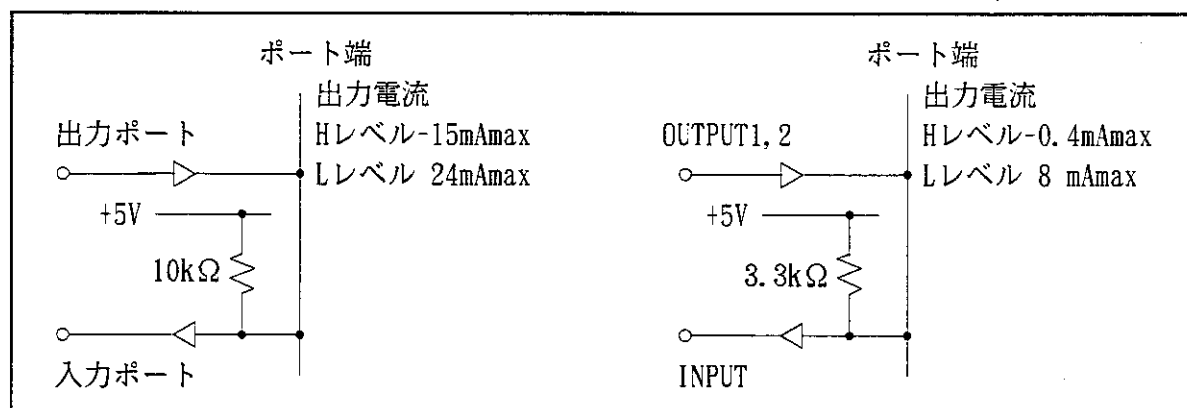 ポート端
出力電流
出力ポート
Hレベル-15mAmax
Lレベル 24mAmax
+5V
10kΩ
入力ポート
ポート端
出力電流
OUTPUT1,2
Hレベル-0.4mAmax
Lレベル 8 mAmax
+5V
3.3kΩ
INPUT